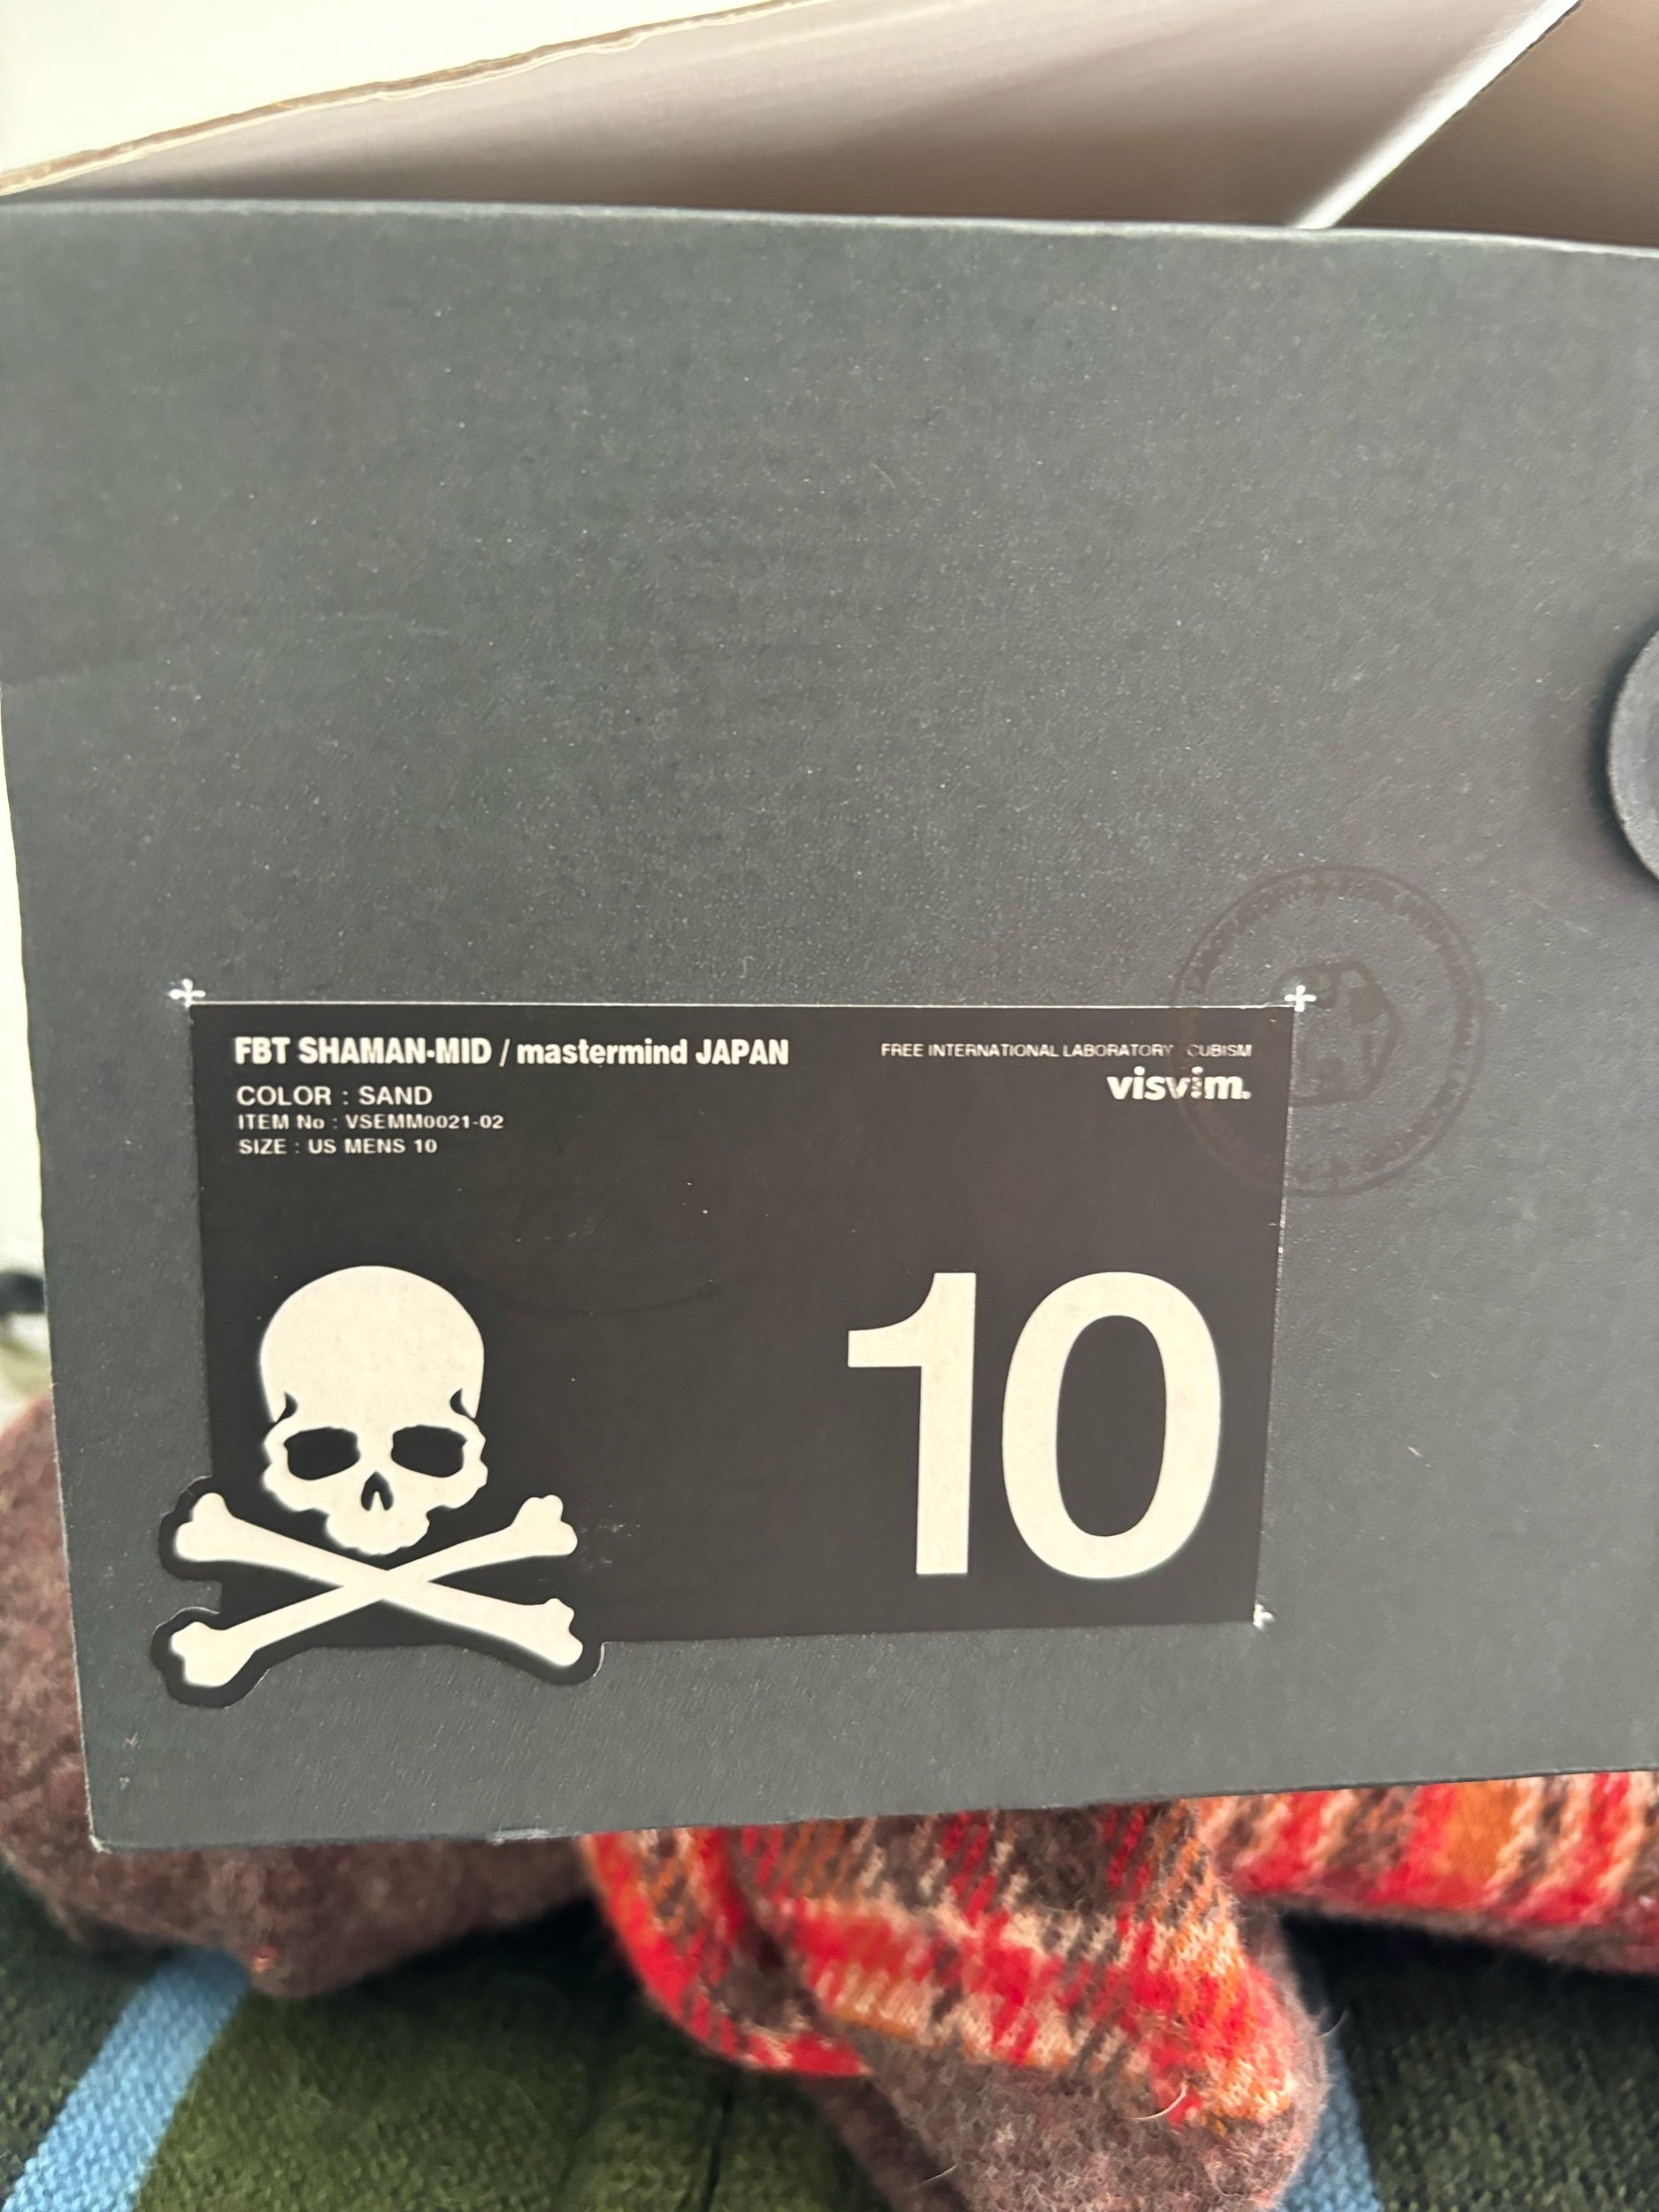 FBT SHAMAN-MID / mastermind JAPAN
COLOR : SAND
ITEM No : VSEMM0021-02
SIZE : US MENS 10
FREE INTERNATIONAL LABORATORY CUBISM
visvim.
10